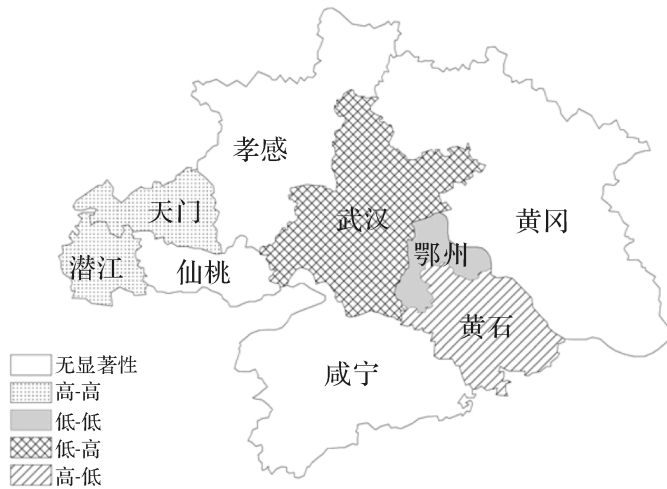 孝感
天门
武汉
黄冈
潜江
仙桃
鄂州
黄石
咸宁
无显著性
高-高
低-低
低-高
高-低